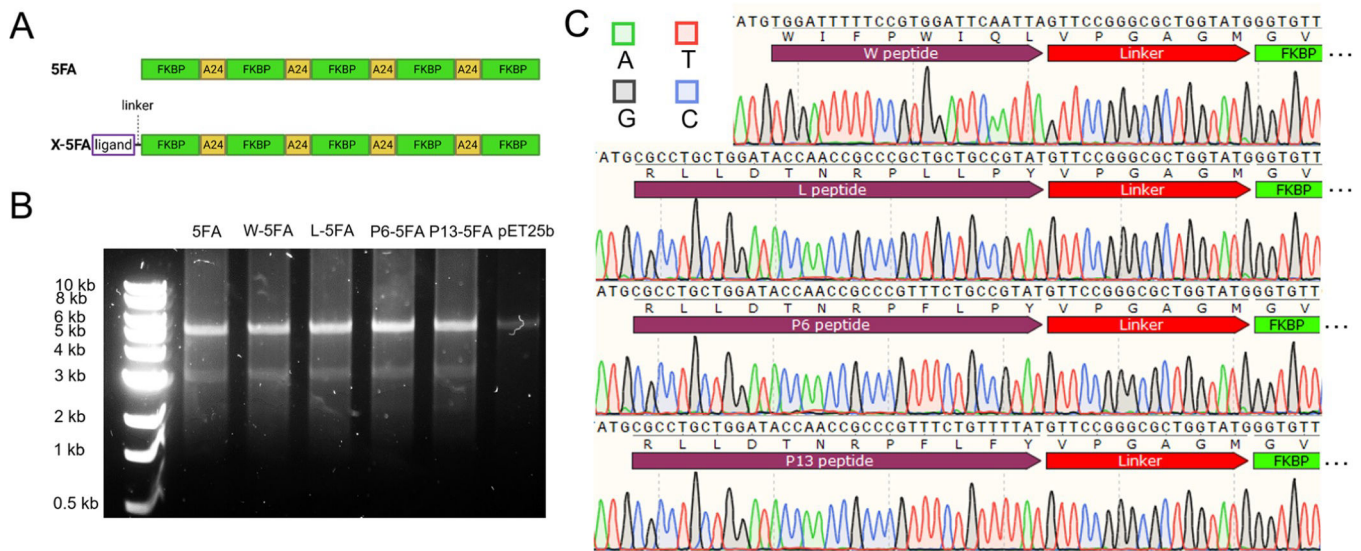 A
5FA
FKBP A24 FKBP A24 FKBP A24 FKBP A24 FKBP
linker
X-5FA ligand FKBP A24 FKBP A24 FKBP A24 FKBP A24 FKBP
B
5FA W-5FA L-5FA P6-5FA P13-5FA pET25b
10 kb
8 kb
6 kb
5 kb
4 kb
3 kb
2 kb
1 kb
0.5 kb
C
A T
G C
ATGTGGATTTTTCCGTGGATTCAATTAGTTCCGGGCGCTGGTATGGGTGTT
W I F P W I Q L V P G A G M G V
W peptide Linker FKBP ...
ATGCGCCTGCTGGATACCAACCGCCCGCTGCTGCCGTATGTTCCGGGCGCTGGTATGGGTGTT
R L L D T N R P L L P Y V P G A G M G V
L peptide Linker FKBP ...
ATGCGCCTGCTGGATACCAACCGCCCGTTTCTGCCGTATGTTCCGGGCGCTGGTATGGGTGTT
R L L D T N R P F L P Y V P G A G M G V
P6 peptide Linker FKBP ...
ATGCGCCTGCTGGATACCAACCGCCCGTTTCTGTTTTATGTTCCGGGCGCTGGTATGGGTGTT
R L L D T N R P F L F Y V P G A G M G V
P13 peptide Linker FKBP ...